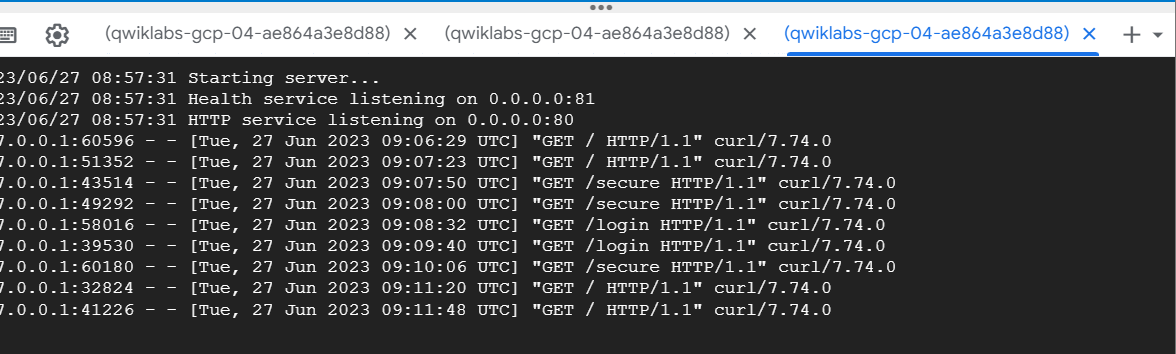 (qwiklabs-gcp-04-ae864a3e8d88) × (qwiklabs-gcp-04-ae864a3e8d88) × (qwiklabs-gcp-04-ae864a3e8d88) ×
23/06/27 08:57:31 Starting server...
23/06/27 08:57:31 Health service listening on 0.0.0.0:81
23/06/27 08:57:31 HTTP service listening on 0.0.0.0:80
7.0.0.1:60596 - - [Tue, 27 Jun 2023 09:06:29 UTC] "GET / HTTP/1.1" curl/7.74.0
7.0.0.1:51352 - - [Tue, 27 Jun 2023 09:07:23 UTC] "GET / HTTP/1.1" curl/7.74.0
7.0.0.1:43514 - - [Tue, 27 Jun 2023 09:07:50 UTC] "GET /secure HTTP/1.1" curl/7.74.0
7.0.0.1:49292 - - [Tue, 27 Jun 2023 09:08:00 UTC] "GET /secure HTTP/1.1" curl/7.74.0
7.0.0.1:58016 - - [Tue, 27 Jun 2023 09:08:32 UTC] "GET /login HTTP/1.1" curl/7.74.0
7.0.0.1:39530 - - [Tue, 27 Jun 2023 09:09:40 UTC] "GET /login HTTP/1.1" curl/7.74.0
7.0.0.1:60180 - - [Tue, 27 Jun 2023 09:10:06 UTC] "GET /secure HTTP/1.1" curl/7.74.0
7.0.0.1:32824 - - [Tue, 27 Jun 2023 09:11:20 UTC] "GET / HTTP/1.1" curl/7.74.0
7.0.0.1:41226 - - [Tue, 27 Jun 2023 09:11:48 UTC] "GET / HTTP/1.1" curl/7.74.0